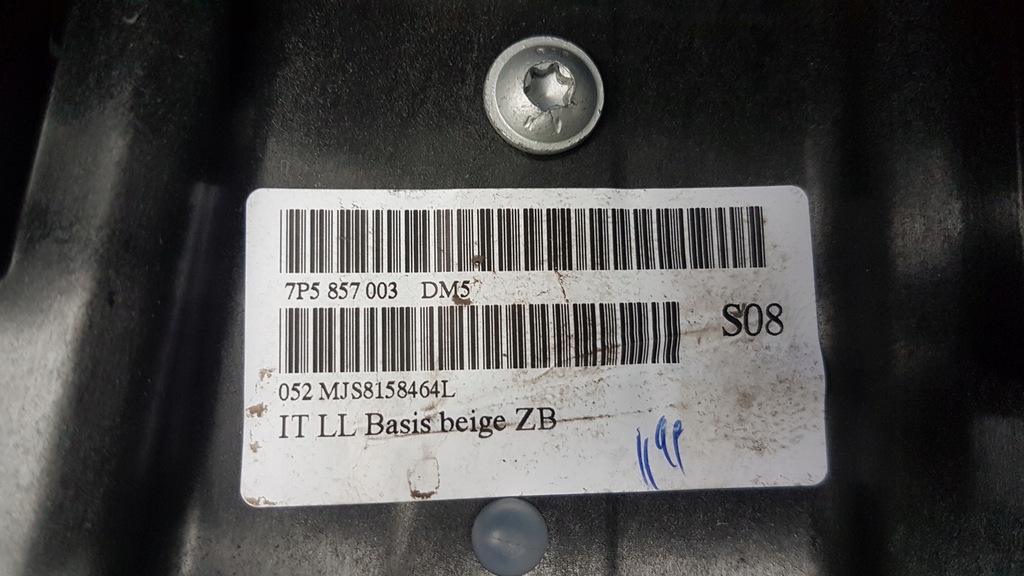 7P5 857 003 DM5
S08
052 MJS8158464L
IT LL Basis beige ZB